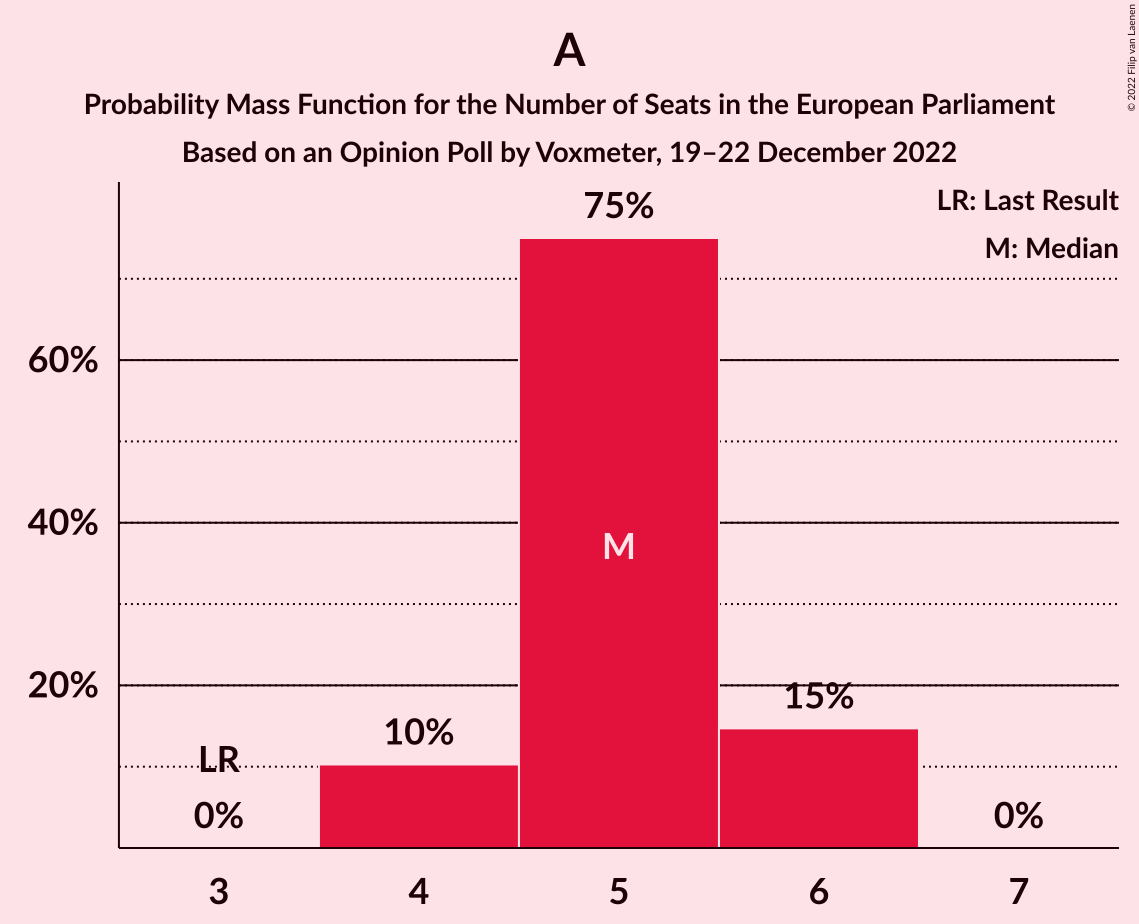 A
Probability Mass Function for the Number of Seats in the European Parliament
Based on an Opinion Poll by Voxmeter, 19–22 December 2022
© 2022 Filip van Laenen
LR: Last Result
M: Median
75%
60%
40%
M
20%
15%
10%
LR
0%
0%
3 4 5 6 7